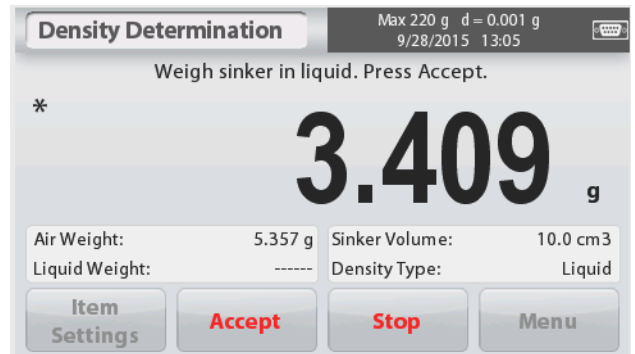 Density Determination
Max 220 g d = 0.001 g
9/28/2015 13:05
Weigh sinker in liquid. Press Accept.
*
3.409 g
Air Weight: 5.357 g Sinker Volume: 10.0 cm3
Liquid Weight: ------ Density Type: Liquid
Item
Settings
Accept
Stop
Menu